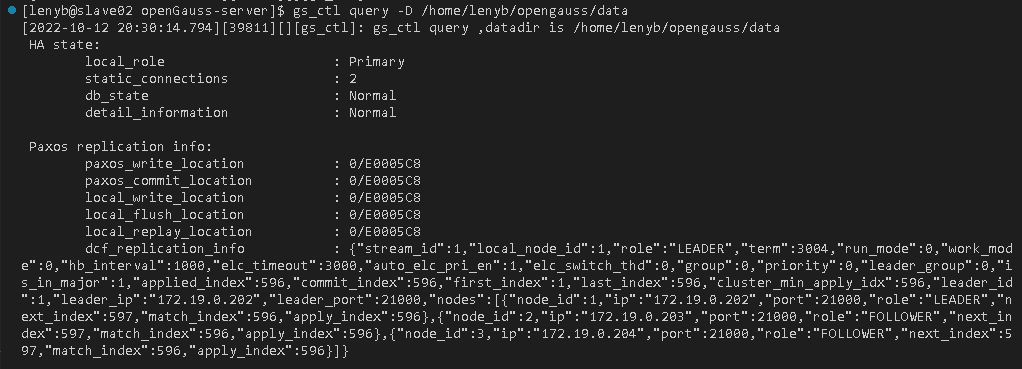 [lenyb@slave02 openGauss-server]$ gs_ctl query -D /home/lenyb/opengauss/data
[2022-10-12 20:30:14.794][39811][][gs_ctl]: gs_ctl query ,datadir is /home/lenyb/opengauss/data
HA state:
local_role : Primary
static_connections : 2
db_state : Normal
detail_information : Normal
Paxos replication info:
paxos_write_location : 0/E0005C8
paxos_commit_location : 0/E0005C8
local_write_location : 0/E0005C8
local_flush_location : 0/E0005C8
local_replay_location : 0/E0005C8
dcf_replication_info : {"stream_id":1,"local_node_id":1,"role":"LEADER","term":3004,"run_mode":0,"work_mod
e":0,"hb_interval":1000,"elc_timeout":3000,"auto_elc_pri_en":1,"elc_switch_thd":0,"group":0,"priority":0,"leader_group":0,"i
s_in_major":1,"applied_index":596,"commit_index":596,"first_index":1,"last_index":596,"cluster_min_apply_idx":596,"leader_id
":1,"leader_ip":"172.19.0.202","leader_port":21000,"nodes":[{"node_id":1,"ip":"172.19.0.202","port":21000,"role":"LEADER","n
ext_index":597,"match_index":596,"apply_index":596},{"node_id":2,"ip":"172.19.0.203","port":21000,"role":"FOLLOWER","next_in
dex":597,"match_index":596,"apply_index":596},{"node_id":3,"ip":"172.19.0.204","port":21000,"role":"FOLLOWER","next_index":5
97,"match_index":596,"apply_index":596}]}